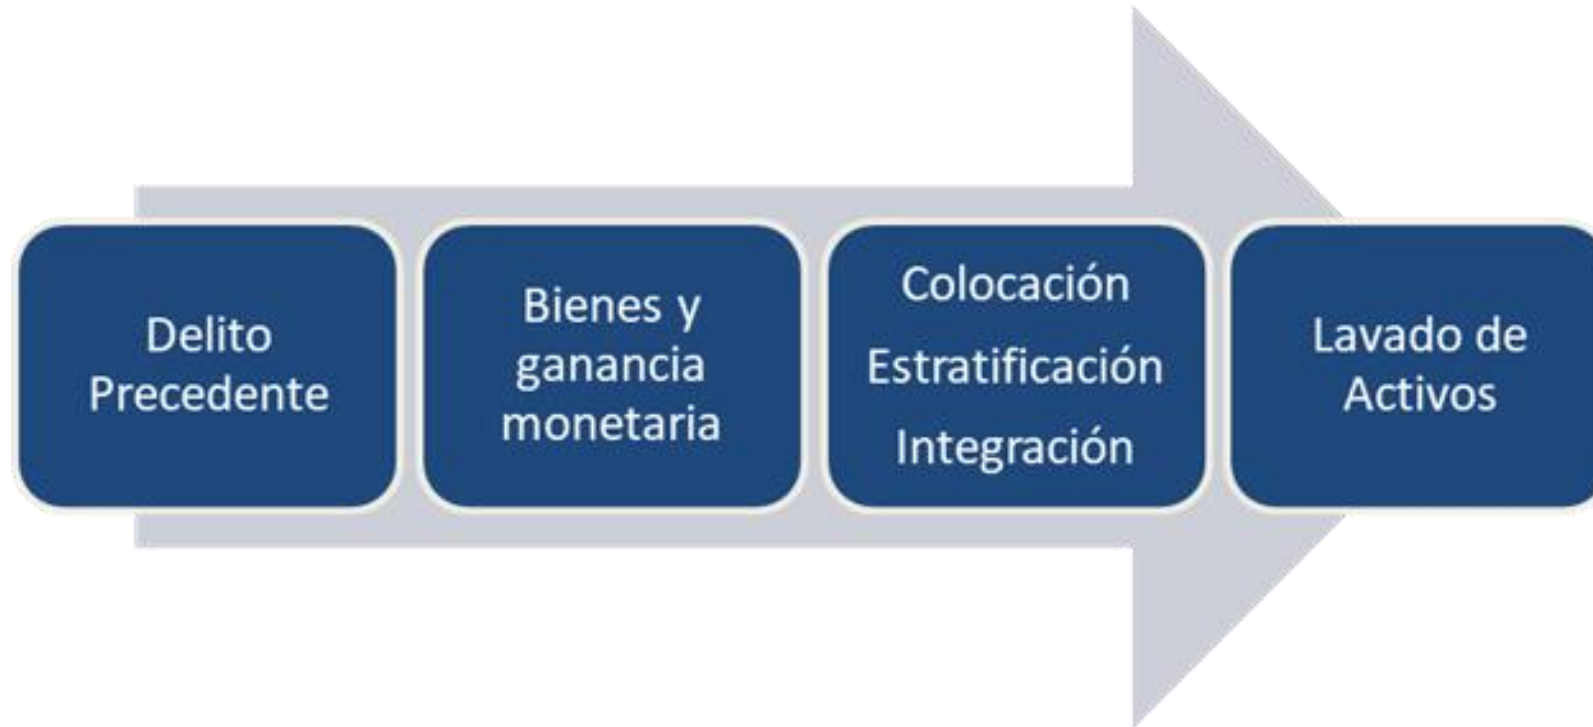 Delito
Precedente
Bienes y
ganancia
monetaria
Colocación
Estratificación
Integración
Lavado de
Activos